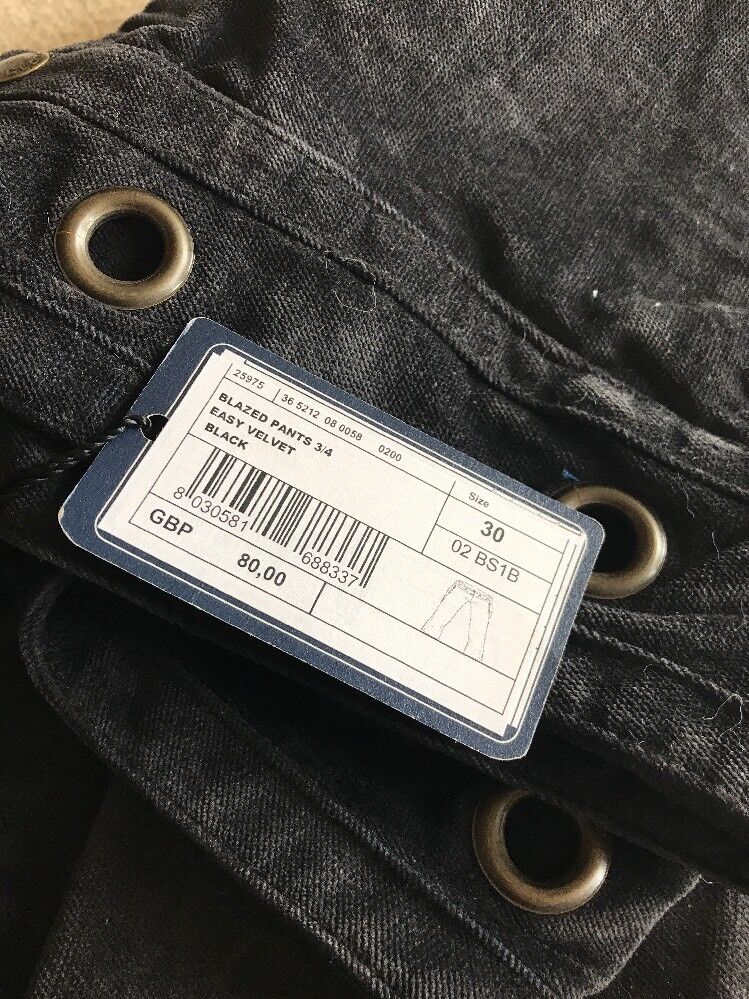 25975 36 5212 08 0058 0200
BLAZED PANTS 3/4
EASY VELVET
BLACK
Size
30
02 BS1B
8 030581 688337
GBP 80,00